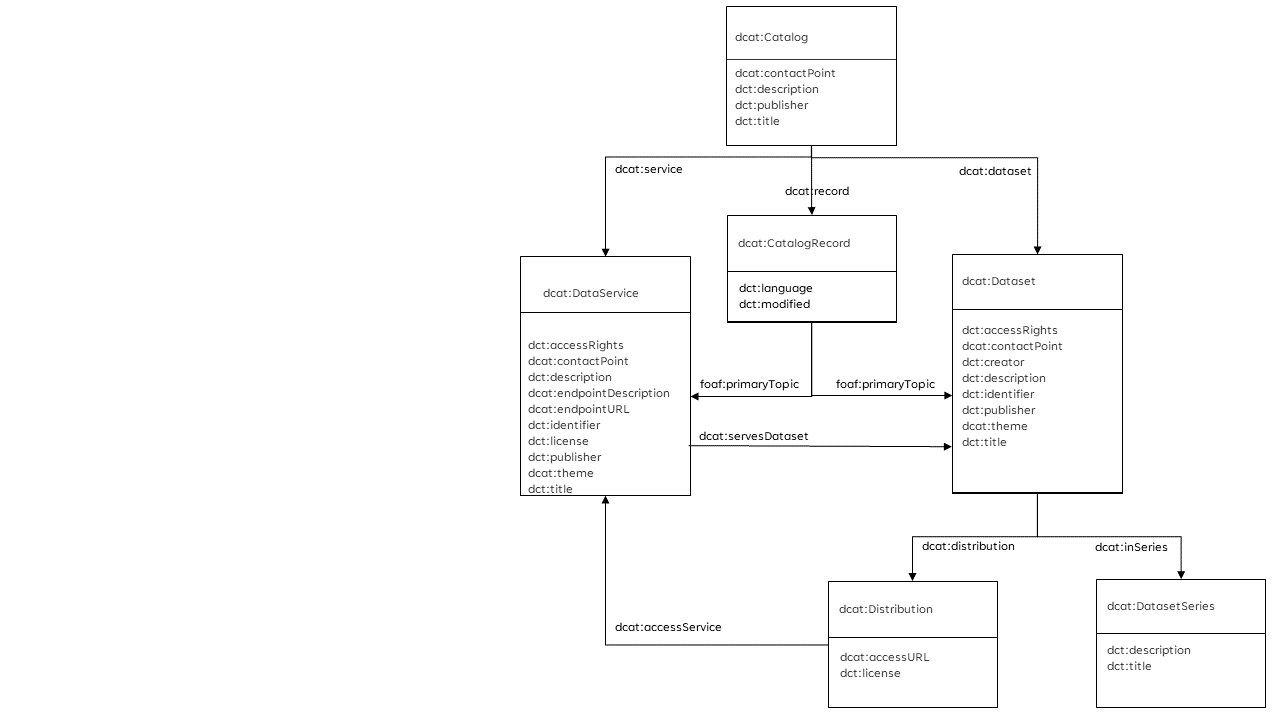 dcat:Catalog
dcat:contactPoint
dct:description
dct:publisher
dct:title
dcat:service
dcat:record
dcat:dataset
dcat:CatalogRecord
dct:language
dct:modified
dcat:DataService
dct:accessRights
dcat:contactPoint
dct:description
dcat:endpointDescription
dcat:endpointURL
dct:identifier
dct:license
dct:publisher
dcat:theme
dct:title
foaf:primaryTopic
foaf:primaryTopic
dcat:servesDataset
dcat:Dataset
dct:accessRights
dcat:contactPoint
dct:creator
dct:description
dct:identifier
dct:publisher
dcat:theme
dct:title
dcat:distribution
dcat:inSeries
dcat:accessService
dcat:Distribution
dcat:accessURL
dct:license
dcat:DatasetSeries
dct:description
dct:title